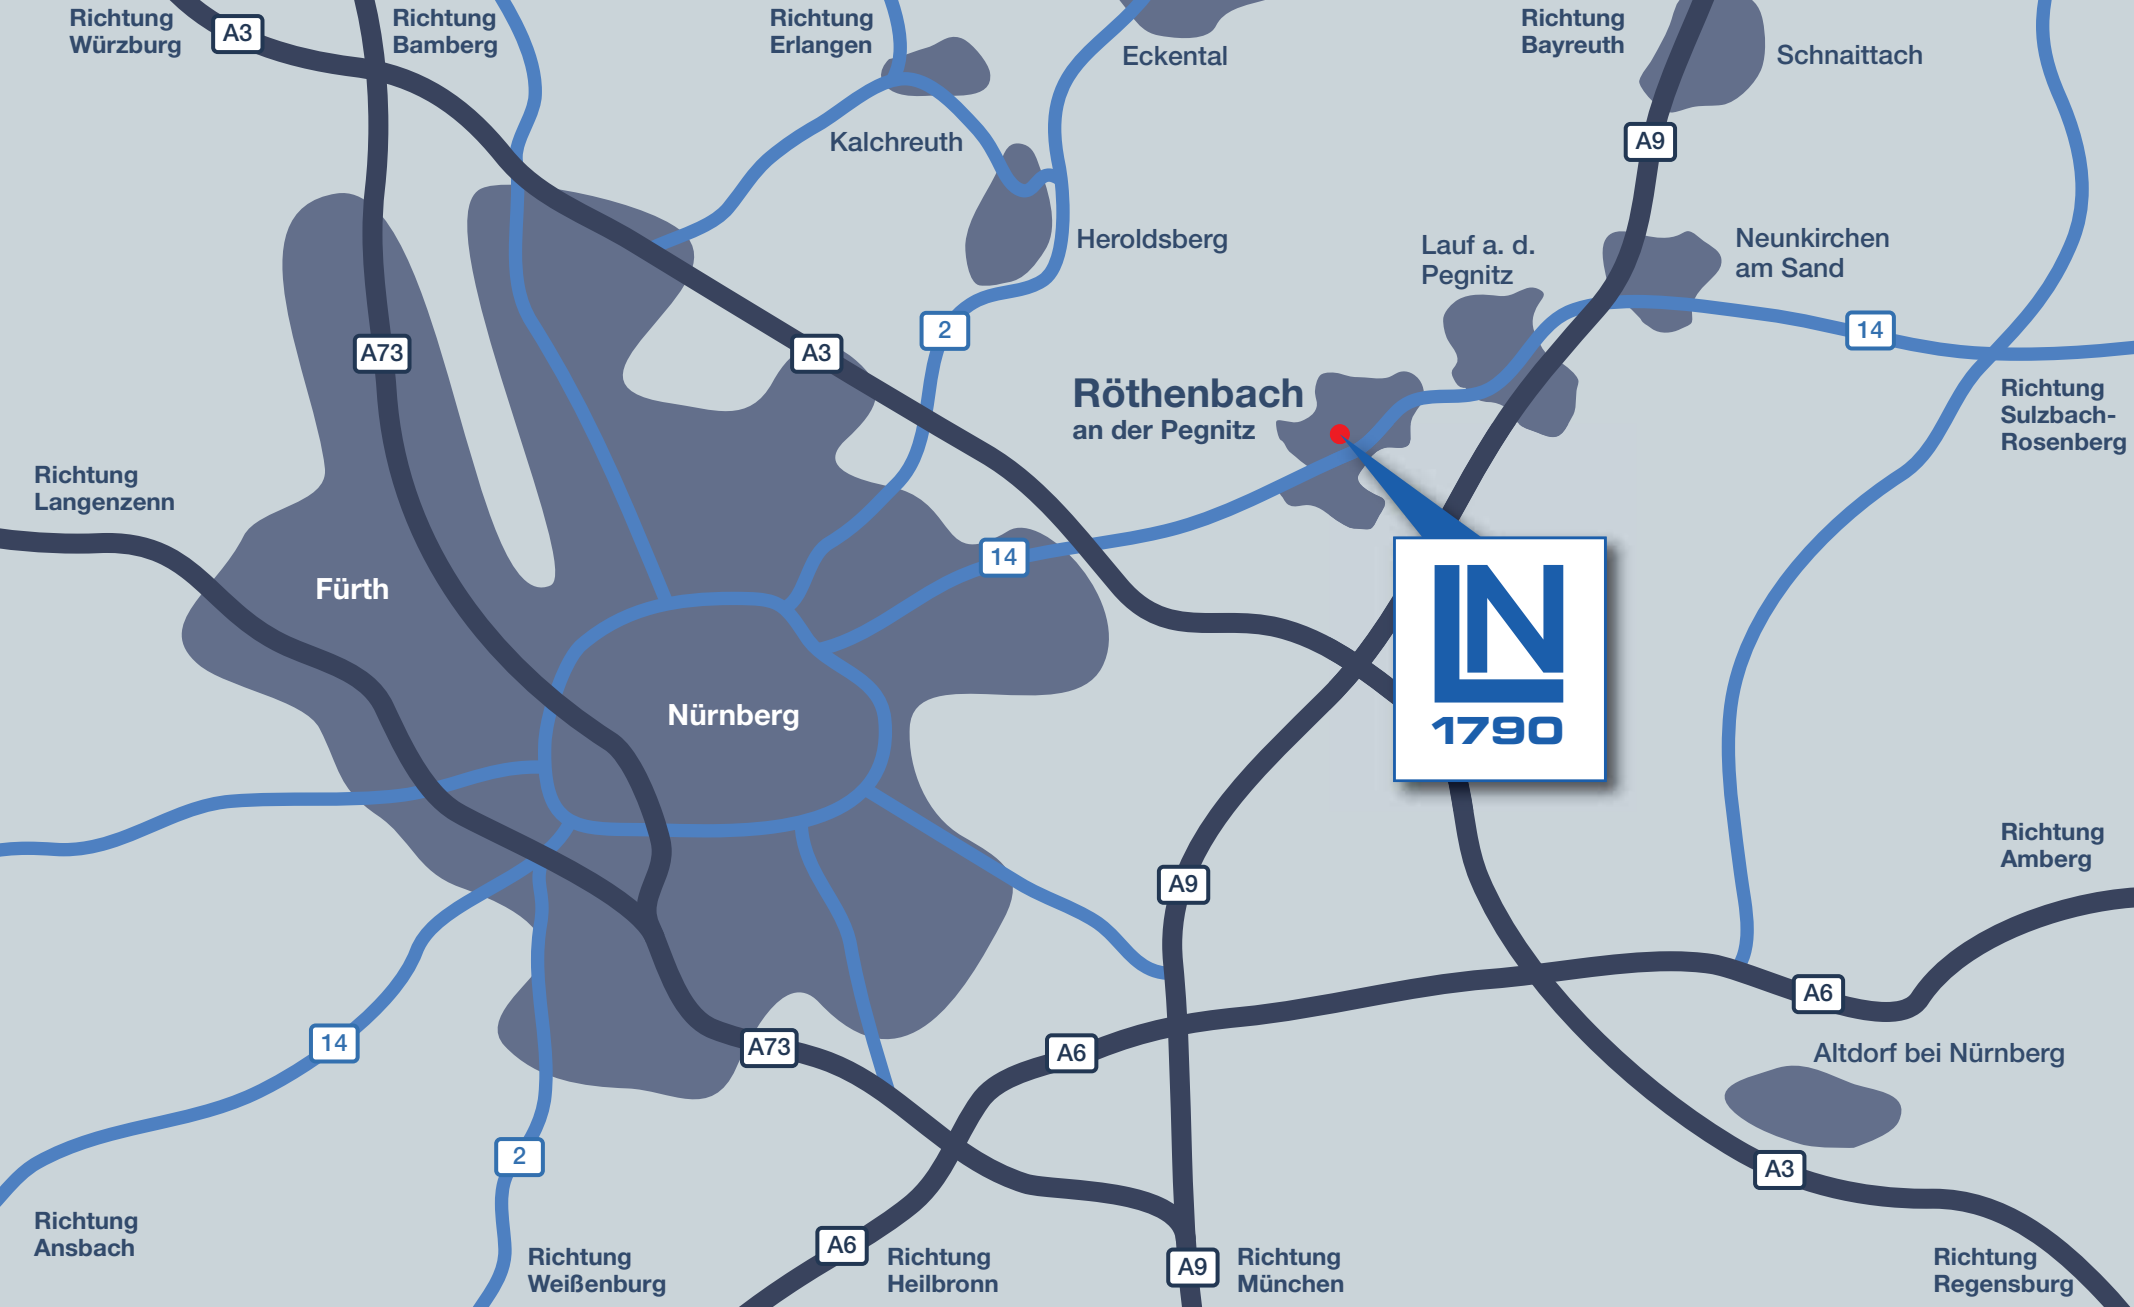 Richtung
Würzburg
A3
Richtung
Bamberg
Richtung
Erlangen
Eckental
Richtung
Bayreuth
Schnaittach
Kalchreuth
A9
Heroldsberg
Lauf a. d.
Pegnitz
Neunkirchen
am Sand
A73
A3
2
14
Röthenbach
an der Pegnitz
Richtung
Sulzbach-
Rosenberg
Richtung
Langenzenn
14
Fürth
Nürnberg
LN
1790
A9
Richtung
Amberg
A6
14
A73
A6
Altdorf bei Nürnberg
2
A3
Richtung
Ansbach
Richtung
Weißenburg
A6
Richtung
Heilbronn
A9
Richtung
München
Richtung
Regensburg